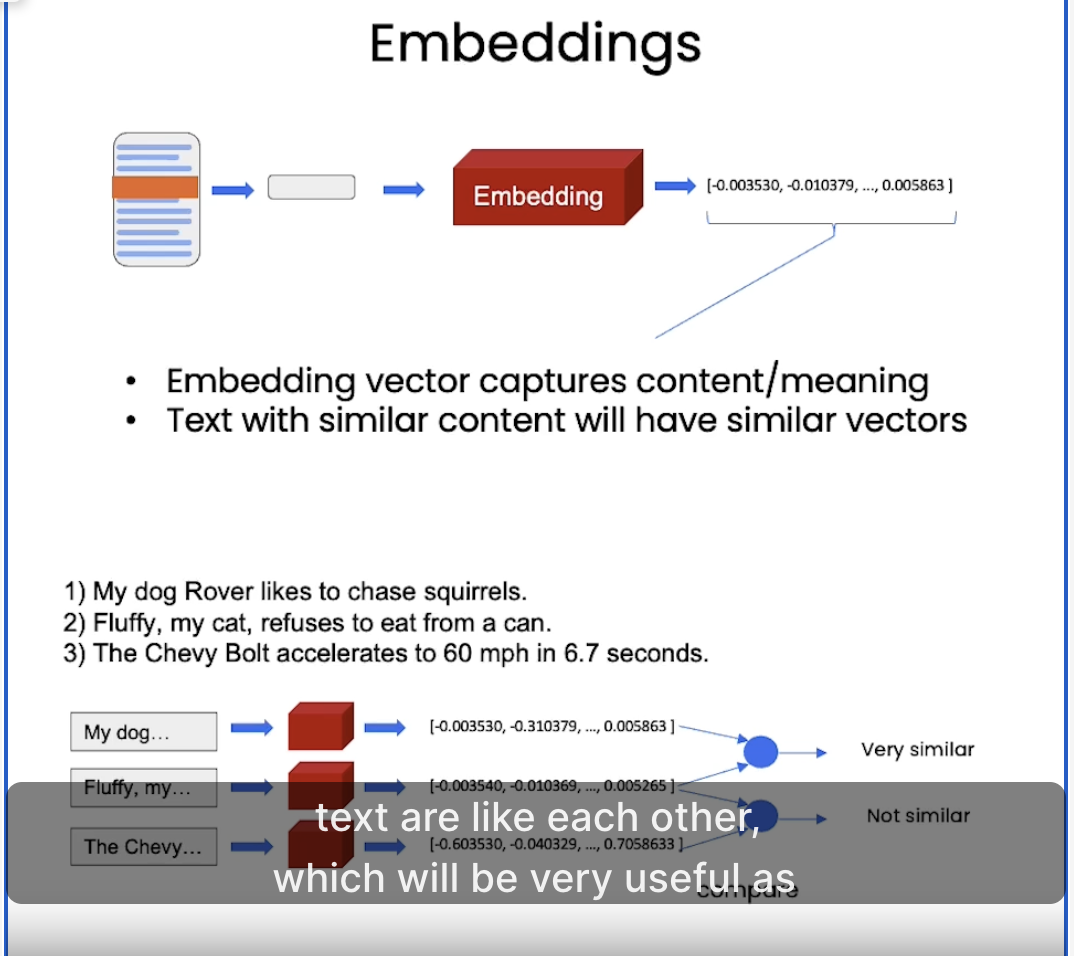 Embeddings
Embedding
[-0.003530, -0.010379, ..., 0.005863 ]
• Embedding vector captures content/meaning
• Text with similar content will have similar vectors
1) My dog Rover likes to chase squirrels.
2) Fluffy, my cat, refuses to eat from a can.
3) The Chevy Bolt accelerates to 60 mph in 6.7 seconds.
My dog...
[-0.003530, -0.310379, ..., 0.005863 ]
Very similar
Fluffy, my...
[-0.003540, -0.010369, ..., 0.005265 ]
Not similar
The Chevy...
[-0.603530, -0.040329, ..., 0.7058633 ]
compare
text are like each other,
which will be very useful as